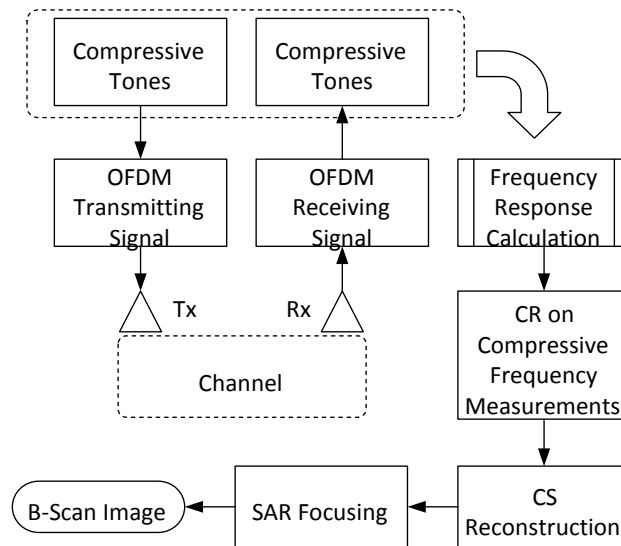 Compressive
Tones
Compressive
Tones
OFDM
Transmitting
Signal
OFDM
Receiving
Signal
Frequency
Response
Calculation
Tx
Rx
Channel
CR on
Compressive
Frequency
Measurements
B-Scan Image
SAR Focusing
CS
Reconstruction